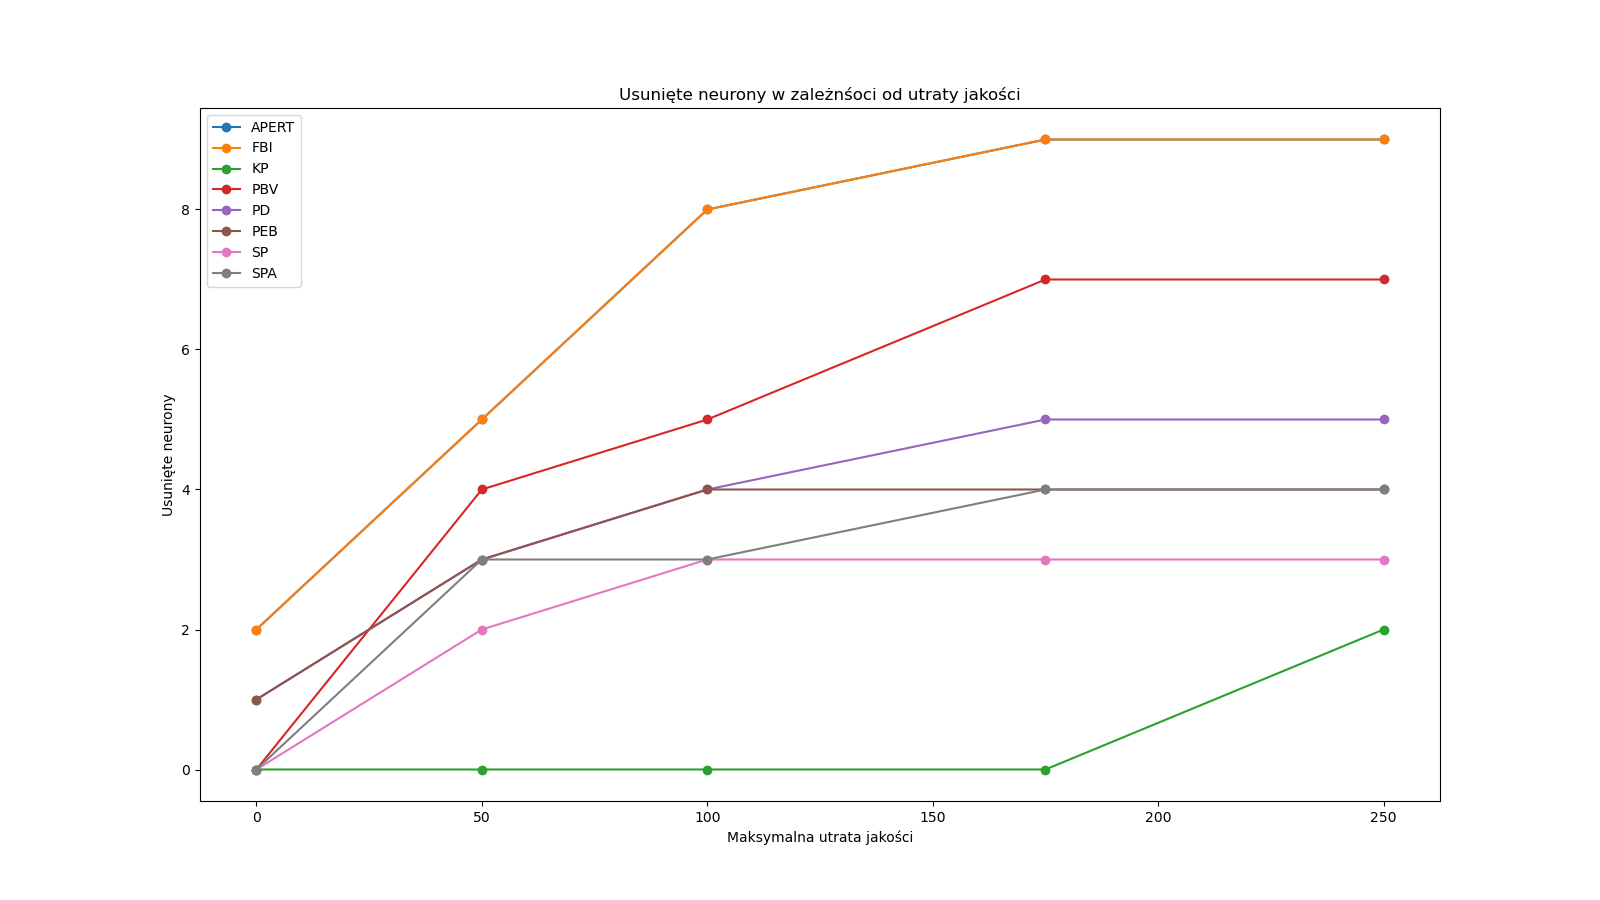 Usunięte neurony w zależnśoci od utraty jakości
APERT
FBI
KP
PBV
PD
PEB
SP
SPA
8
6
4
2
0
Usunięte neurony
0 50 100 150 200 250
Maksymalna utrata jakości